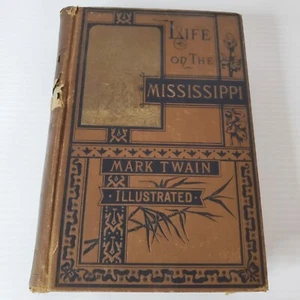 LIFE
ON THE
MISSISSIPPI
MARK TWAIN
ILLUSTRATED